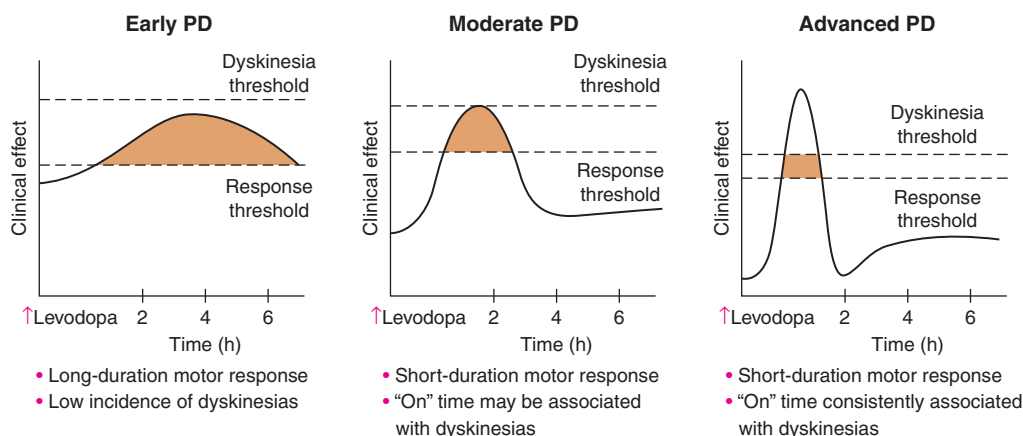 Early PD
Dyskinesia
threshold
Clinical effect
Response
threshold
↑Levodopa 2 4 6
Time (h)
• Long-duration motor response
• Low incidence of dyskinesias
Moderate PD
Dyskinesia
threshold
Clinical effect
Response
threshold
↑Levodopa 2 4 6
Time (h)
• Short-duration motor response
• “On” time may be associated
with dyskinesias
Advanced PD
Dyskinesia
threshold
Clinical effect
Response
threshold
↑Levodopa 2 4 6
Time (h)
• Short-duration motor response
• “On” time consistently associated
with dyskinesias